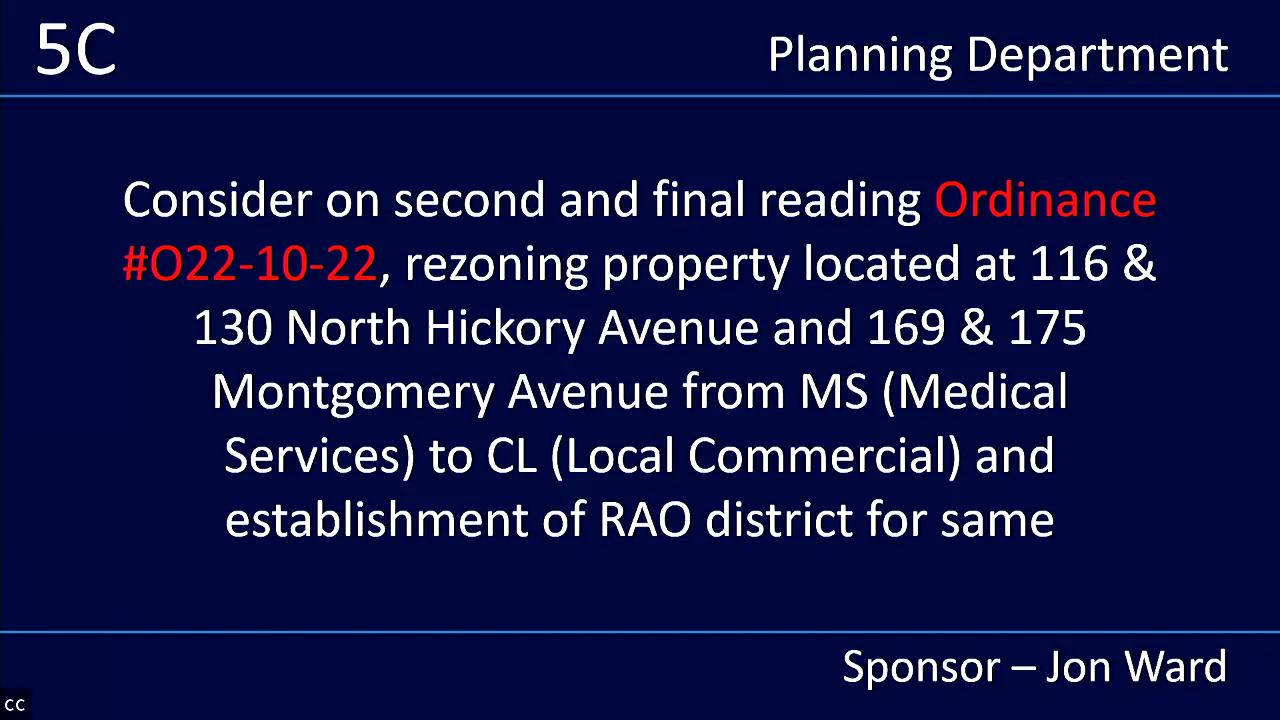 5C
Planning Department
Consider on second and final reading Ordinance
#O22-10-22, rezoning property located at 116 &
130 North Hickory Avenue and 169 & 175
Montgomery Avenue from MS (Medical
Services) to CL (Local Commercial) and
establishment of RAO district for same
Sponsor – Jon Ward
CC